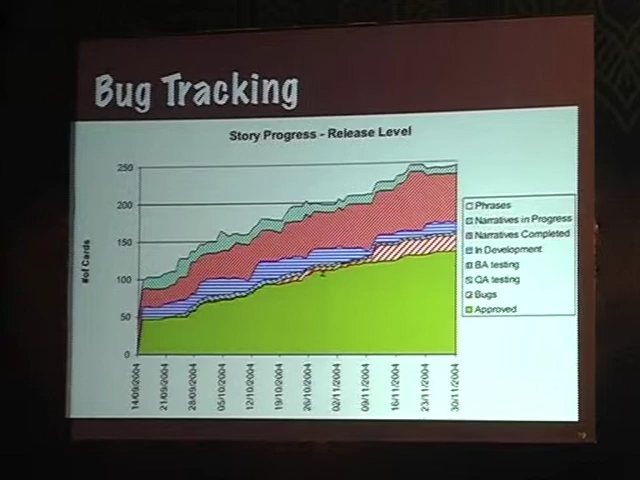 Bug Tracking
Story Progress - Release Level
250
200
150
100
50
0
#of Cards
14/09/2004
21/09/2004
28/09/2004
05/10/2004
12/10/2004
19/10/2004
26/10/2004
02/11/2004
09/11/2004
16/11/2004
23/11/2004
30/11/2004
Phrases
Narratives in Progress
Narratives Completed
In Development
BA testing
QA testing
Bugs
Approved